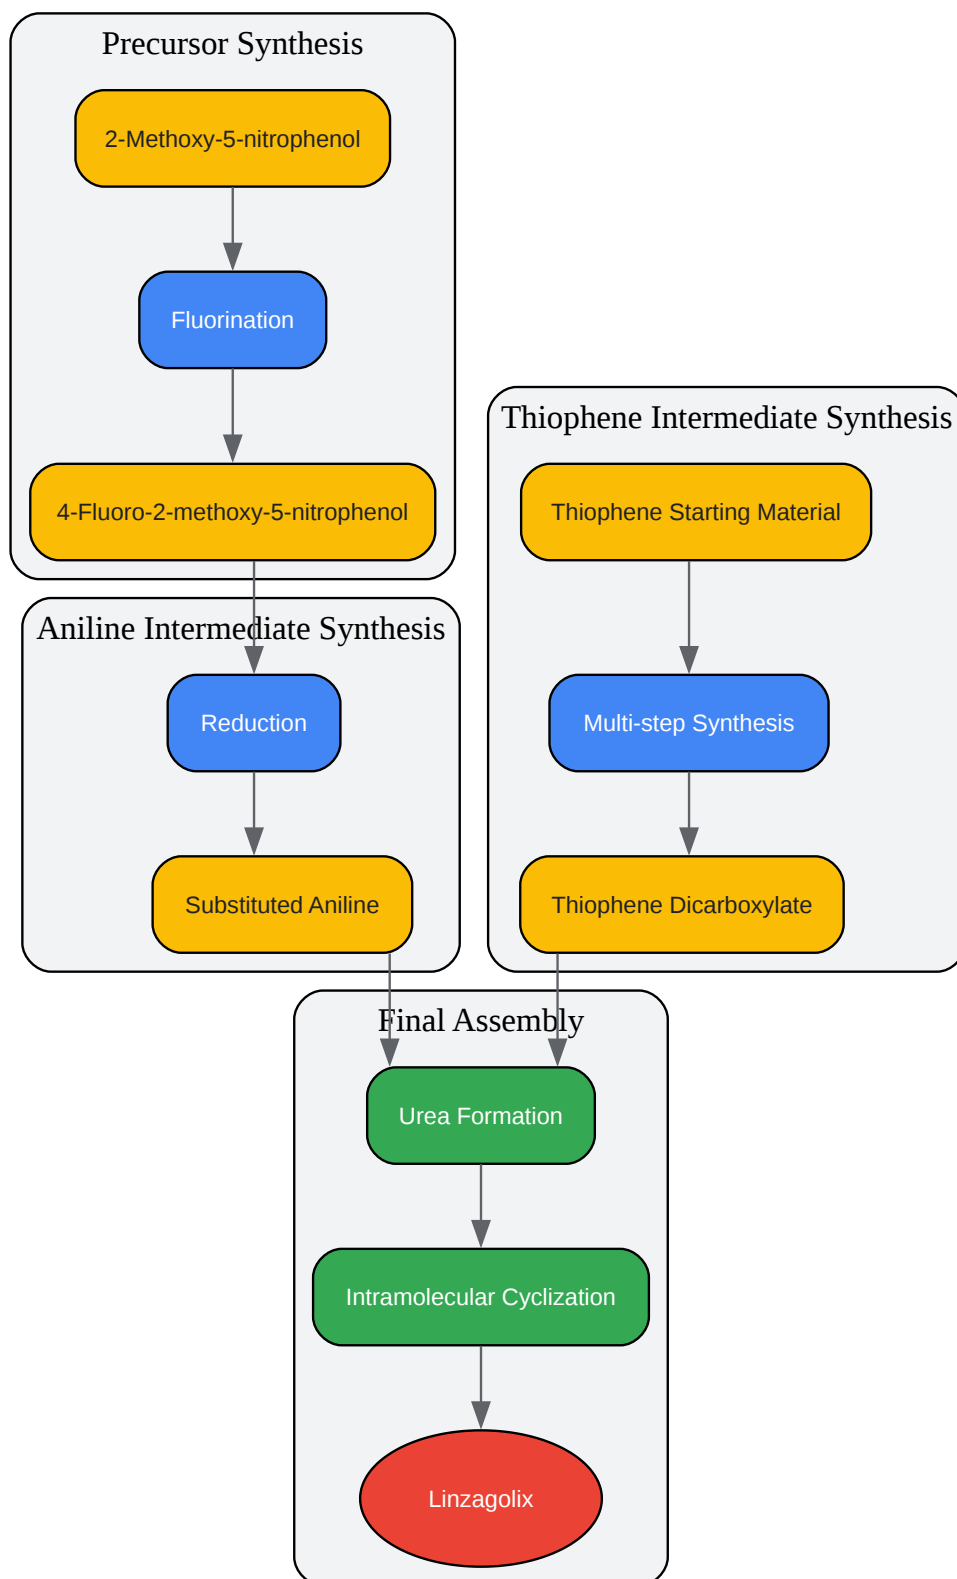 Precursor Synthesis
2-Methoxy-5-nitrophenol
Fluorination
4-Fluoro-2-methoxy-5-nitrophenol
Thiophene Intermediate Synthesis
Thiophene Starting Material
Aniline Intermediate Synthesis
Reduction
Multi-step Synthesis
Substituted Aniline
Thiophene Dicarboxylate
Final Assembly
Urea Formation
Intramolecular Cyclization
Linzagolix